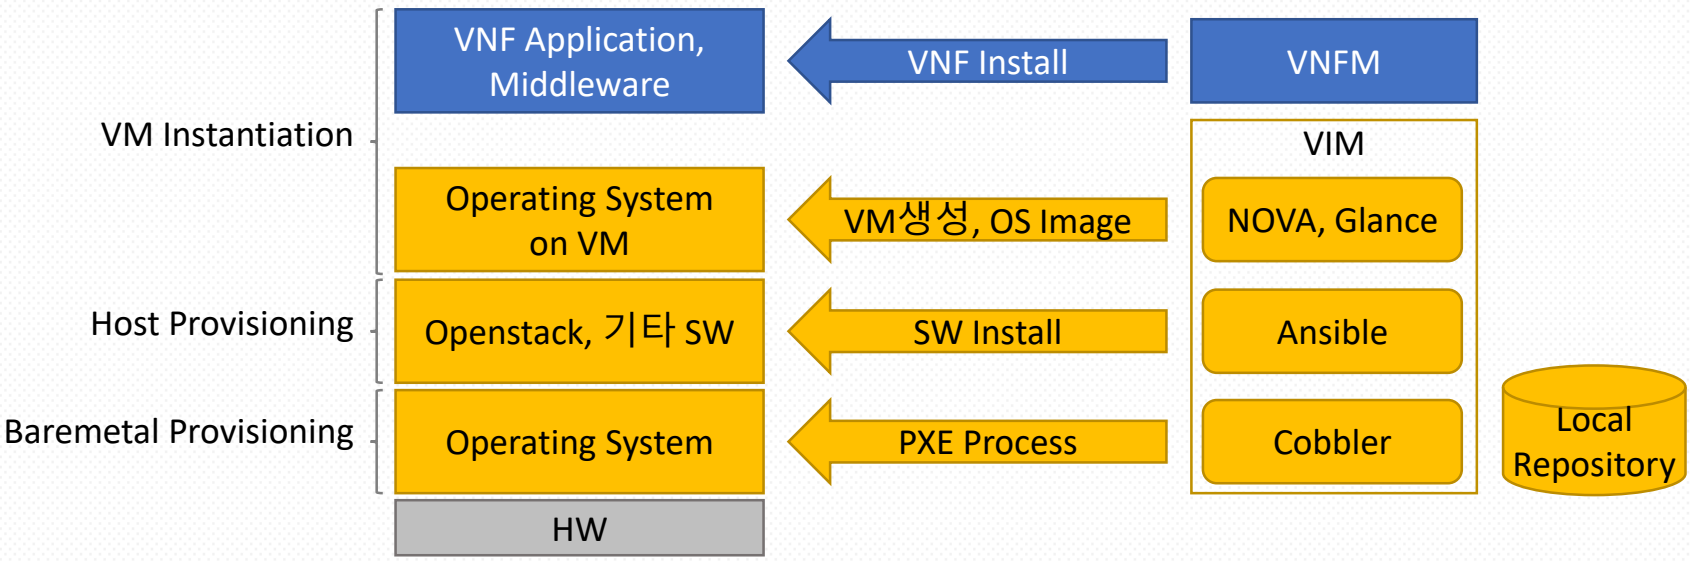 VNF Application,
Middleware
VNF Install
VNFM
VM Instantiation
VIM
Operating System
on VM
VM생성, OS Image
NOVA, Glance
Host Provisioning
Openstack, 기타 SW
SW Install
Ansible
Baremetal Provisioning
Operating System
PXE Process
Cobbler
Local
Repository
HW